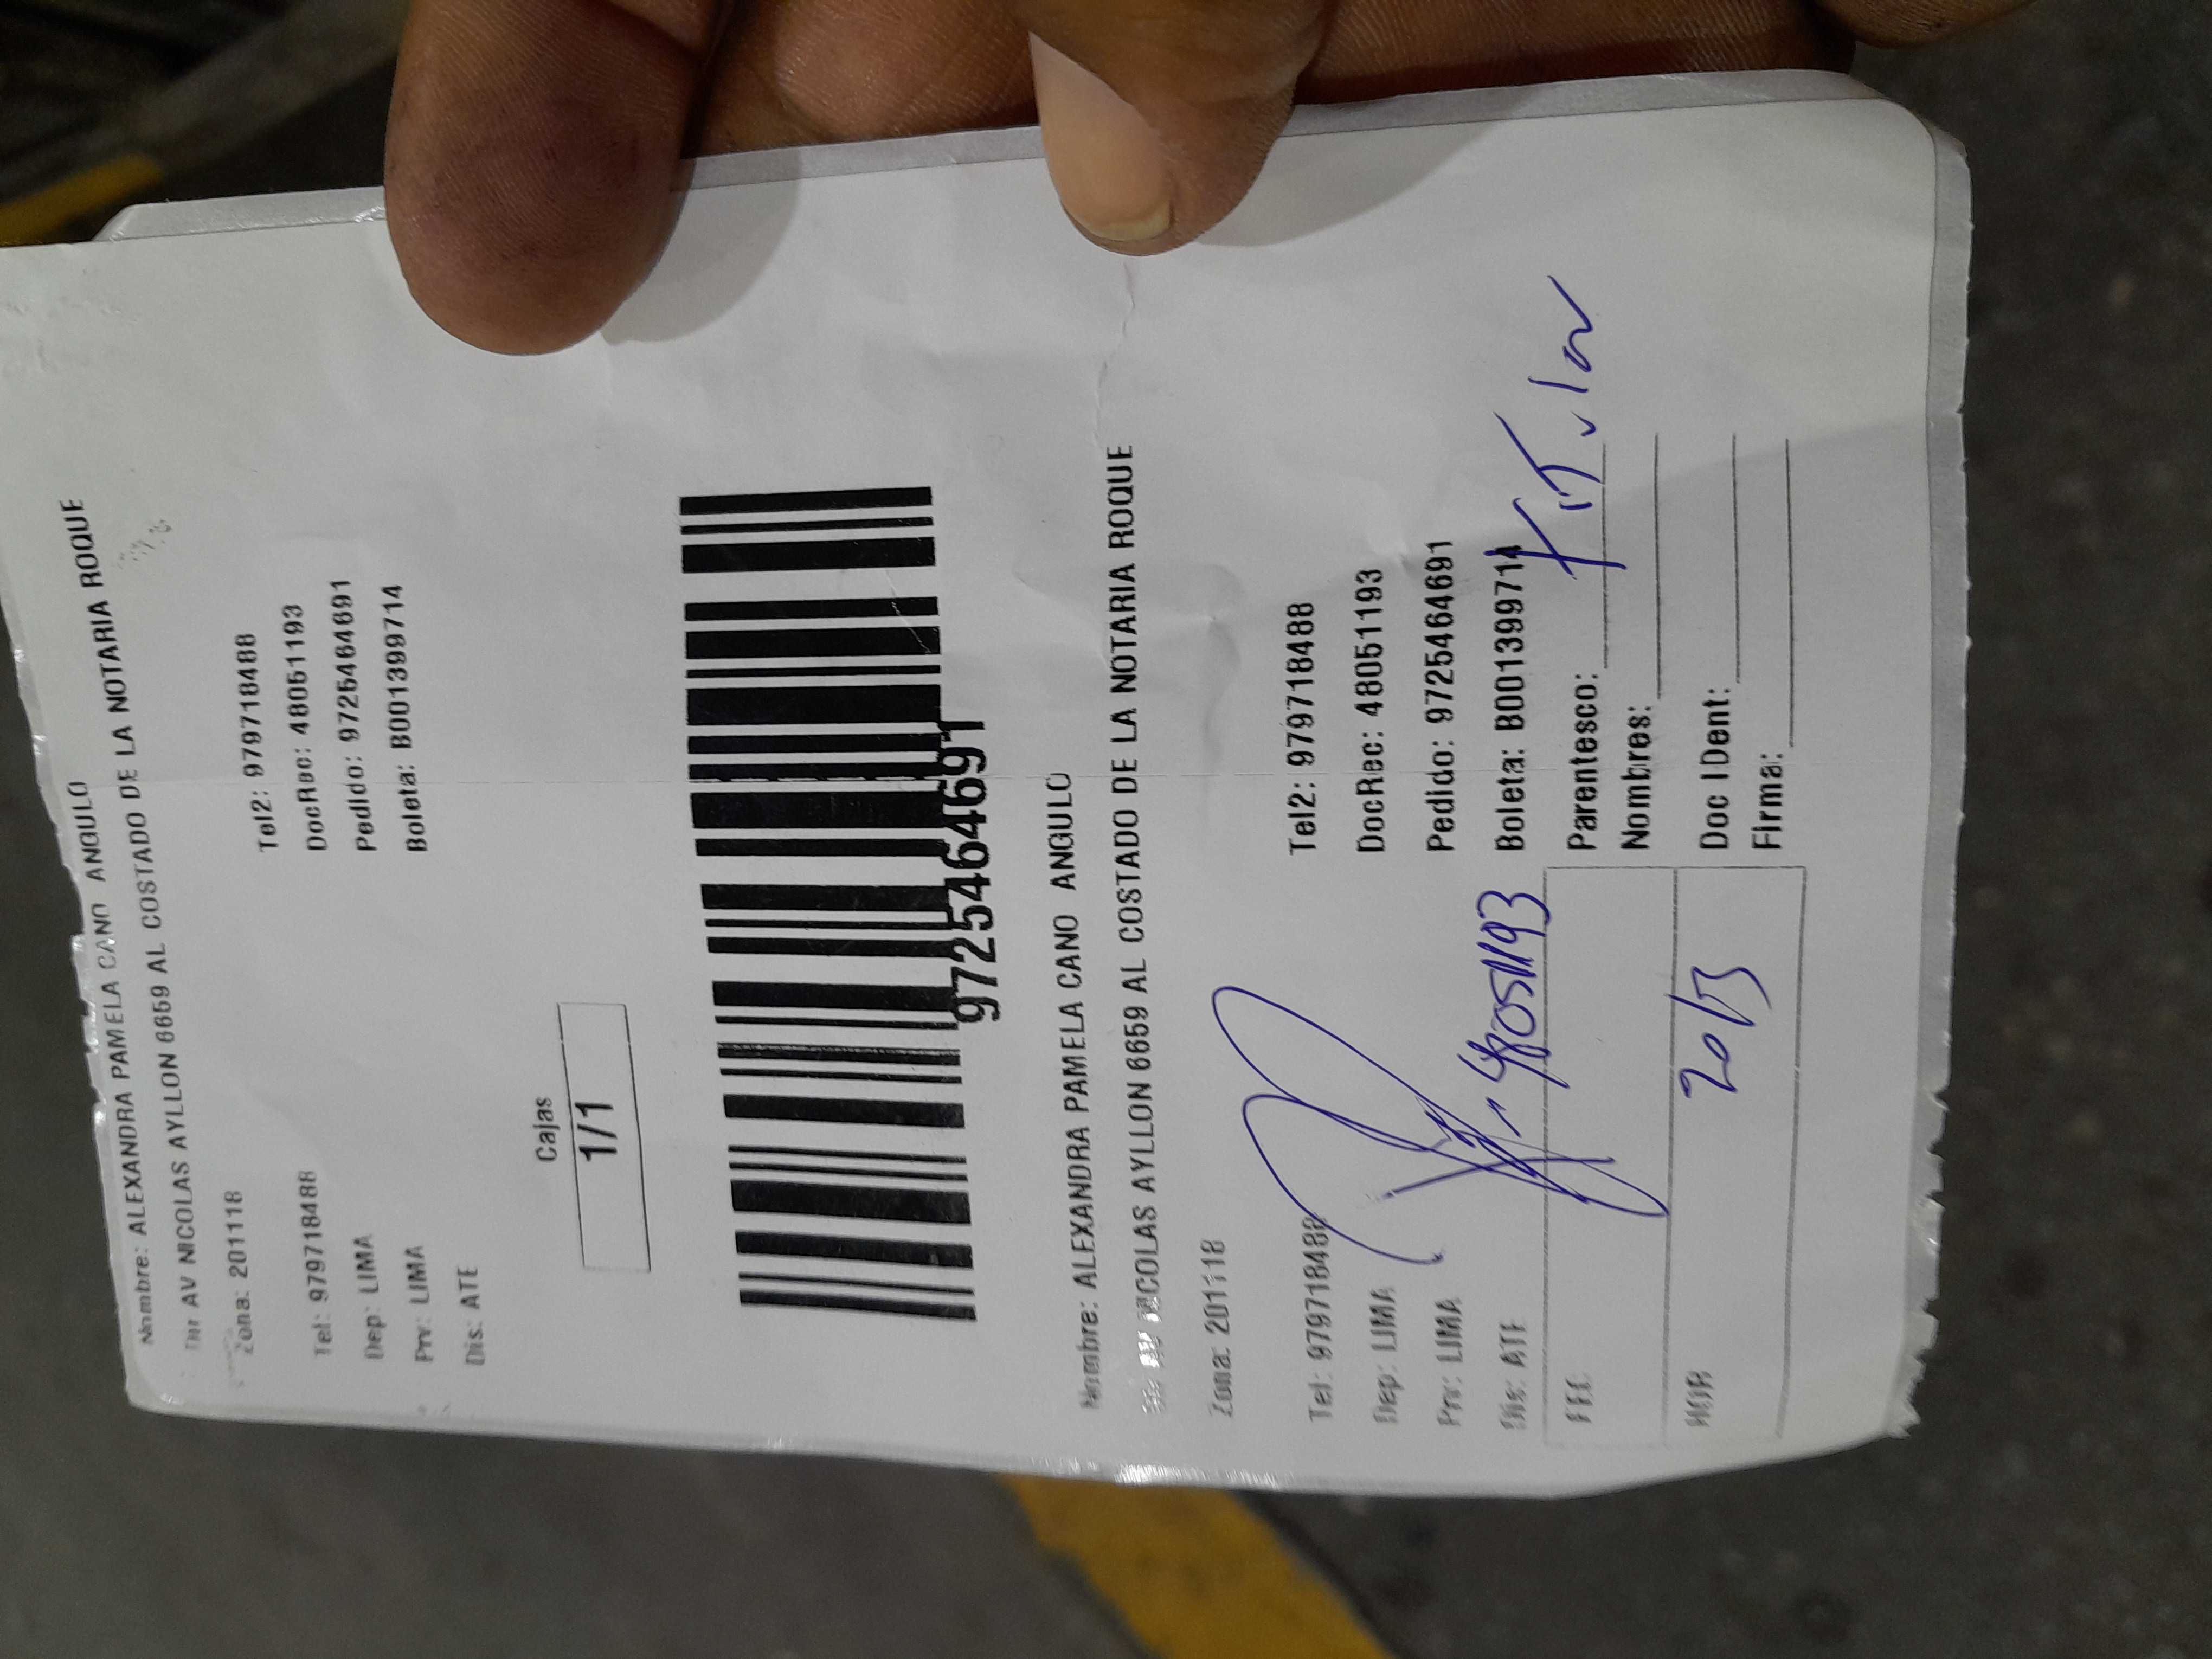 Nombre: ALEXANDRA PAMELA CANO ANGULO
Dir AV NICOLAS AYLLON 6659 AL COSTADO DE LA NOTARIA ROQUE
Zona: 201118
Tel: 979718488 Tel2: 979718488
Dep: LIMA DocRec: 48051193
Prv: LIMA Pedido: 9725464691
Dis: ATE Boleta: B001399714
Cajas
1/1
9725464691
Nombre: ALEXANDRA PAMELA CANO ANGULO
AV NICOLAS AYLLON 6659 AL COSTADO DE LA NOTARIA ROQUE
Zona: 201118
Tel: 979718488 Tel2: 979718488
Dep: LIMA DocRec: 48051193
Prv: LIMA Pedido: 9725464691
Dis: ATE Boleta: B001399714
48051193
FEC Parentesco: Titular
Nombres:
HOR 20/13 Doc IDent:
Firma: